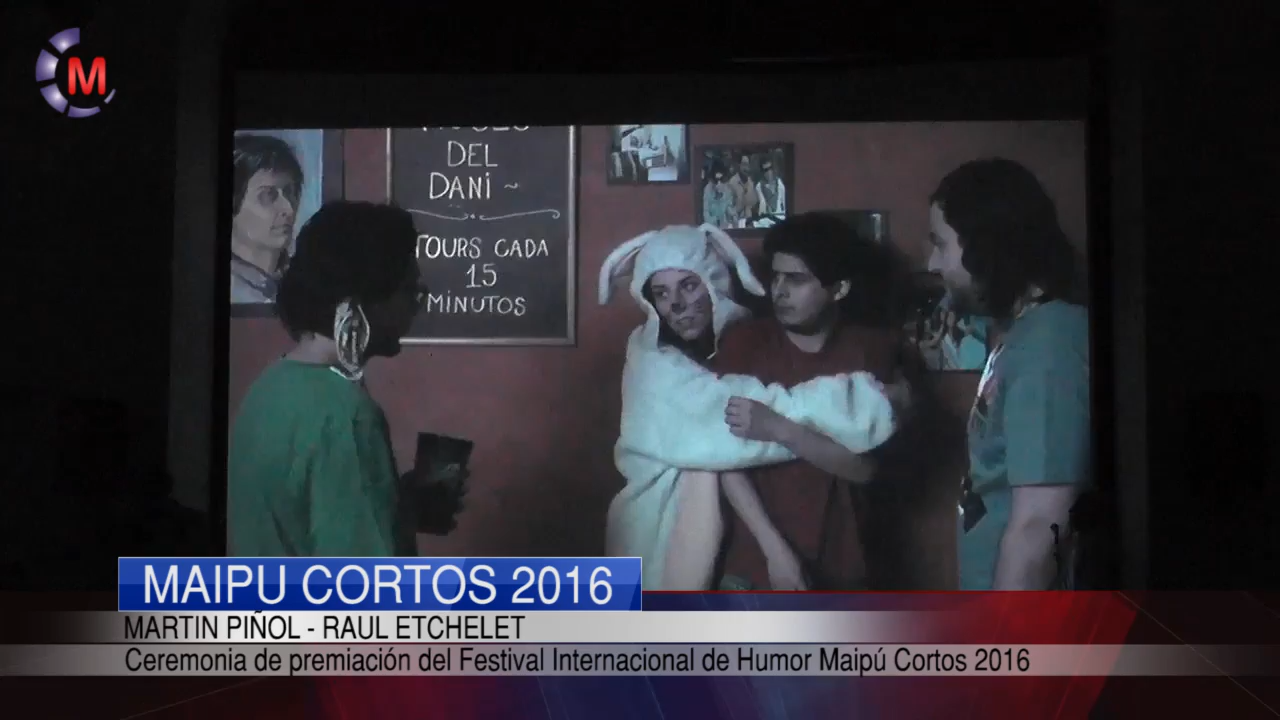 M
DEL
DANI ~
TOURS CADA
15
MINUTOS
MAIPU CORTOS 2016
MARTIN PIÑOL - RAUL ETCHELET
Ceremonia de premiación del Festival Internacional de Humor Maipú Cortos 2016